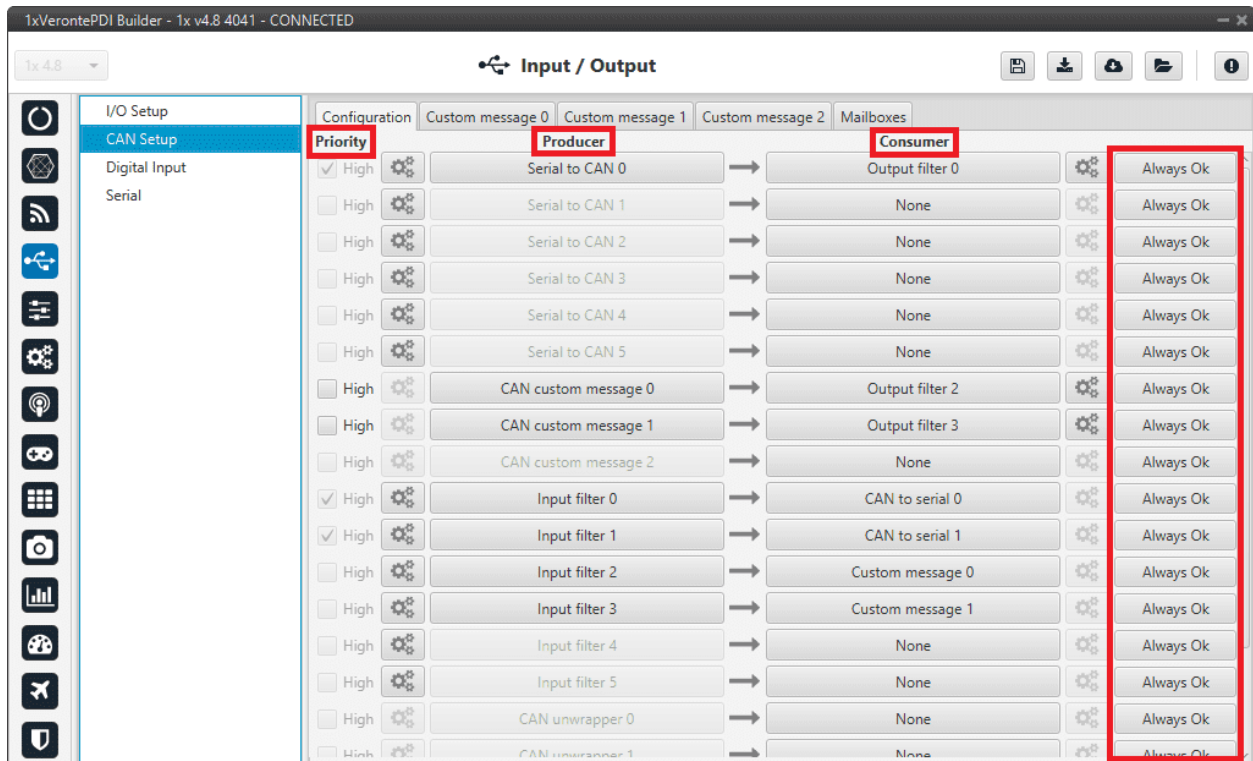 1xVerontePDI Builder - 1x v4.8 4041 - CONNECTED
1x 4.8 Input / Output
I/O Setup
CAN Setup
Digital Input
Serial
Configuration Custom message 0 Custom message 1 Custom message 2 Mailboxes
Priority Producer Consumer
High Serial to CAN 0 Output filter 0 Always Ok
High Serial to CAN 1 None Always Ok
High Serial to CAN 2 None Always Ok
High Serial to CAN 3 None Always Ok
High Serial to CAN 4 None Always Ok
High Serial to CAN 5 None Always Ok
High CAN custom message 0 Output filter 2 Always Ok
High CAN custom message 1 Output filter 3 Always Ok
High CAN custom message 2 None Always Ok
High Input filter 0 CAN to serial 0 Always Ok
High Input filter 1 CAN to serial 1 Always Ok
High Input filter 2 Custom message 0 Always Ok
High Input filter 3 Custom message 1 Always Ok
High Input filter 4 None Always Ok
High Input filter 5 None Always Ok
High CAN unwrapper 0 None Always Ok
High CAN unwrapper 1 None Always Ok